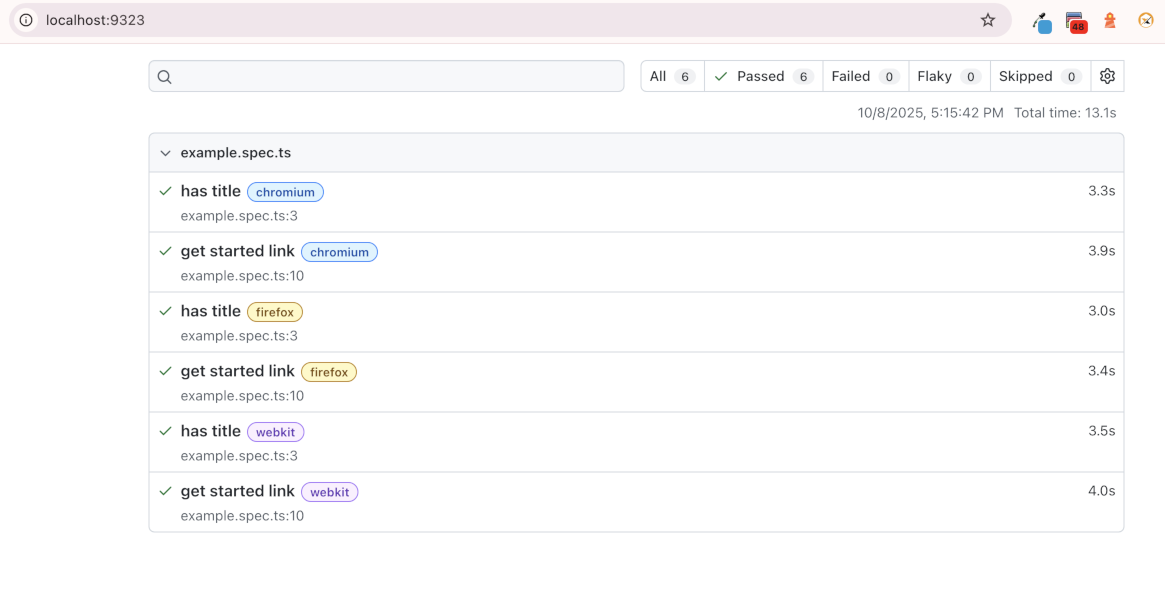 localhost:9323
48
All 6 Passed 6 Failed 0 Flaky 0 Skipped 0
10/8/2025, 5:15:42 PM Total time: 13.1s
example.spec.ts
has title chromium 3.3s
example.spec.ts:3
get started link chromium 3.9s
example.spec.ts:10
has title firefox 3.0s
example.spec.ts:3
get started link firefox 3.4s
example.spec.ts:10
has title webkit 3.5s
example.spec.ts:3
get started link webkit 4.0s
example.spec.ts:10